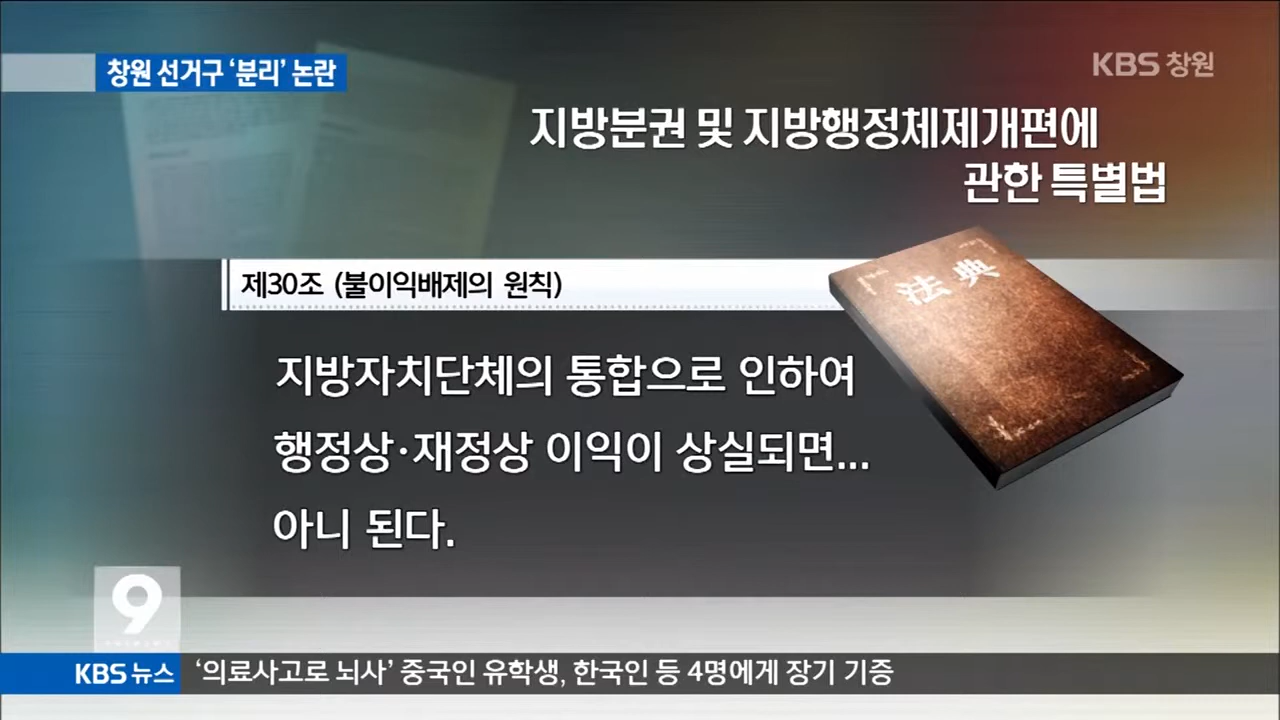 창원 선거구 ‘분리’ 논란
KBS 창원
지방분권 및 지방행정체제개편에
관한 특별법
제30조 (불이익배제의 원칙)
法典
지방자치단체의 통합으로 인하여
행정상·재정상 이익이 상실되면...
아니 된다.
9
KBS 뉴스
‘의료사고로 뇌사’ 중국인 유학생, 한국인 등 4명에게 장기 기증